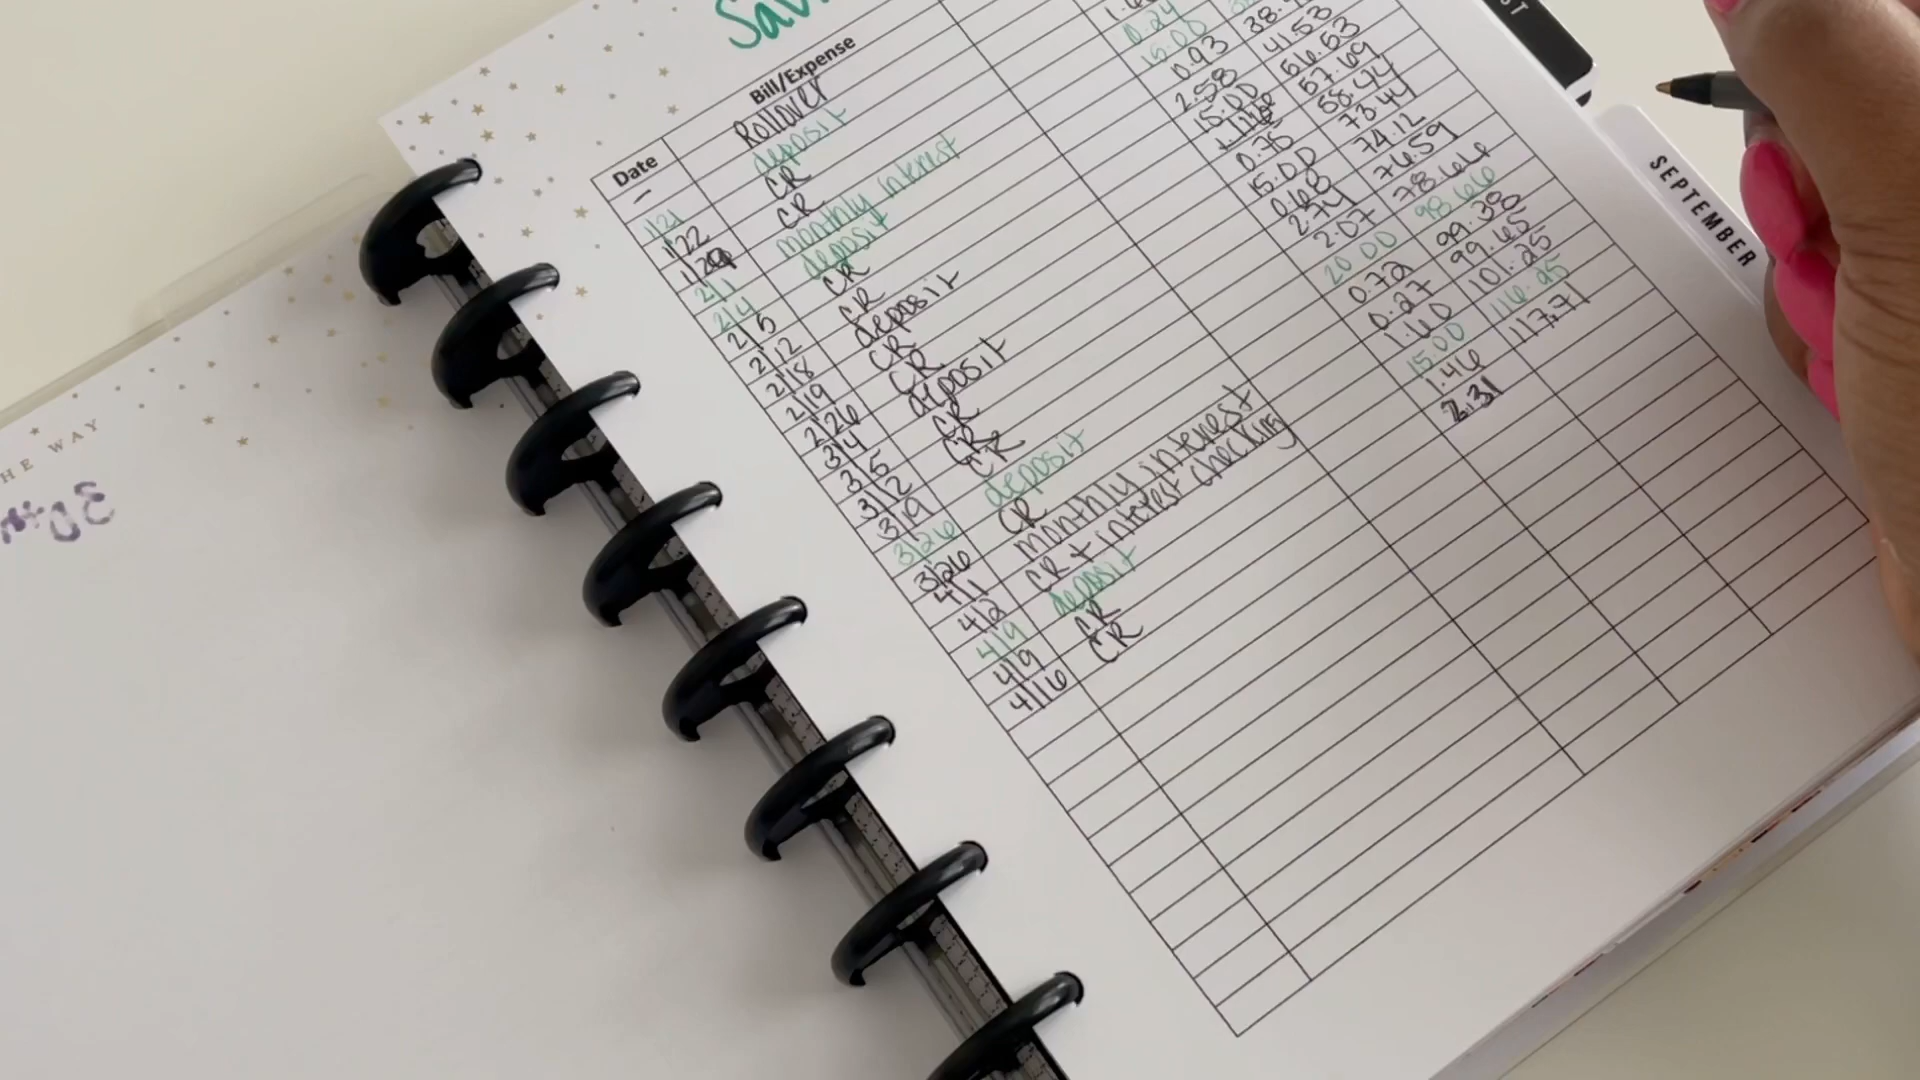 Sav
Date Bill/Expense
– Rollover
1/21 deposit 0.24
1/22 CR 15.00
1/29 CR 0.93 41.53
2/1 monthly interest 2.58 56.53
2/4 deposit 15.00 57.69
2/5 CR
2/12 CR 0.75 73.44
2/18 deposit 15.00 74.12
2/19 CR 0.68 76.59
2/26 CR 2.74 78.66
3/4 deposit 2.07 98.66
3/5 CR 20.00 99.38
3/12 CR 0.72 99.65
3/19 CR 0.27 101.25
3/26 deposit 1.60 116.25
3/26 CR 15.00 117.71
4/1 monthly interest 1.46
4/2 CR + interest checking 2.31
4/9 deposit
4/9 CR
4/16 CR
SEPTEMBER
ST
HE WAY